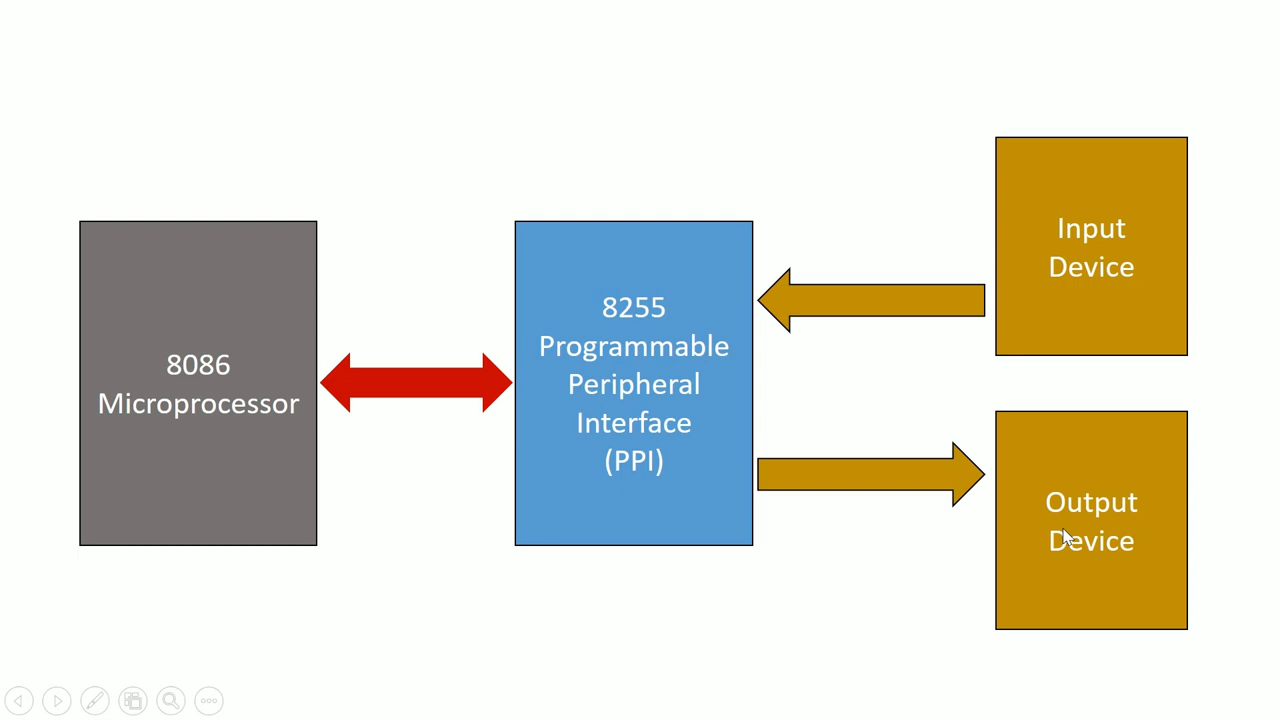 8086
Microprocessor
8255
Programmable
Peripheral
Interface
(PPI)
Input
Device
Output
Device